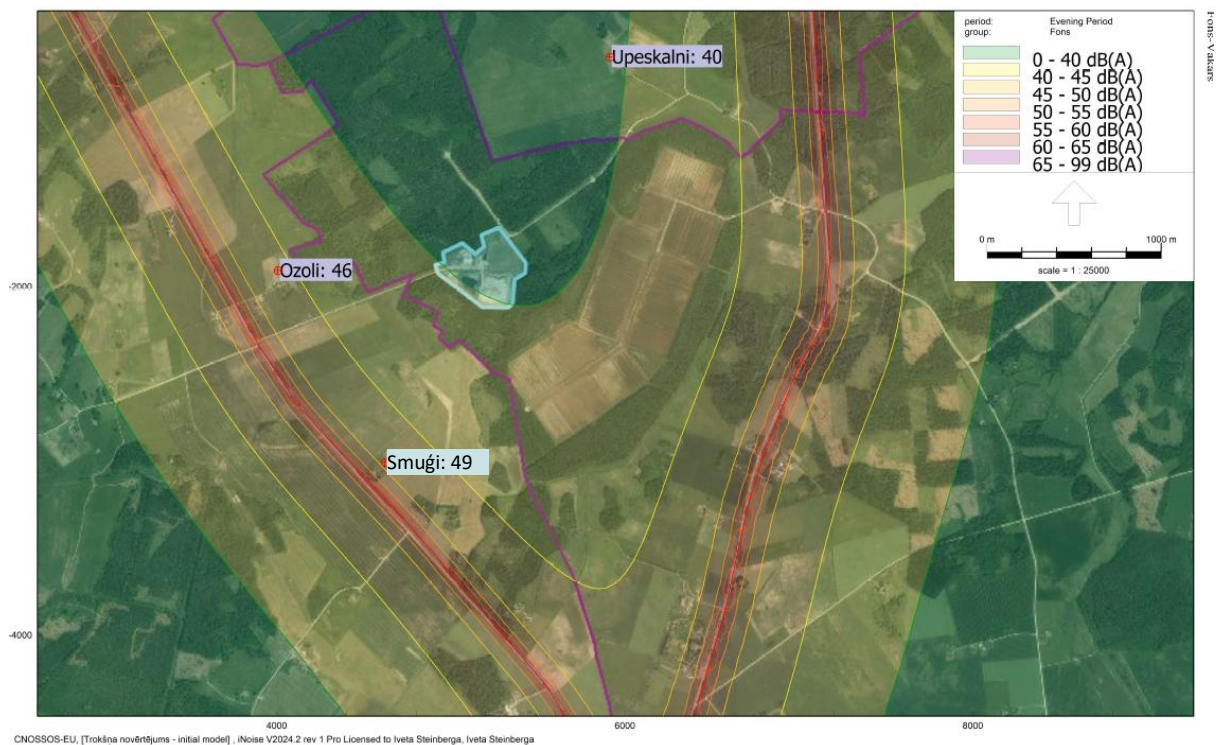 Fons-Vakars
period: Evening Period
group: Fons
0 - 40 dB(A)
40 - 45 dB(A)
45 - 50 dB(A)
50 - 55 dB(A)
55 - 60 dB(A)
60 - 65 dB(A)
65 - 99 dB(A)
0 m 1000 m
scale = 1 : 25000
Upeskalni: 40
Ozoli: 46
Smuģi: 49
-2000
-4000
4000 6000 8000
CNOSSOS-EU, [Trokšņa novērtējums - initial model] , iNoise V2024.2 rev 1 Pro Licensed to Iveta Steinberga, Iveta Steinberga